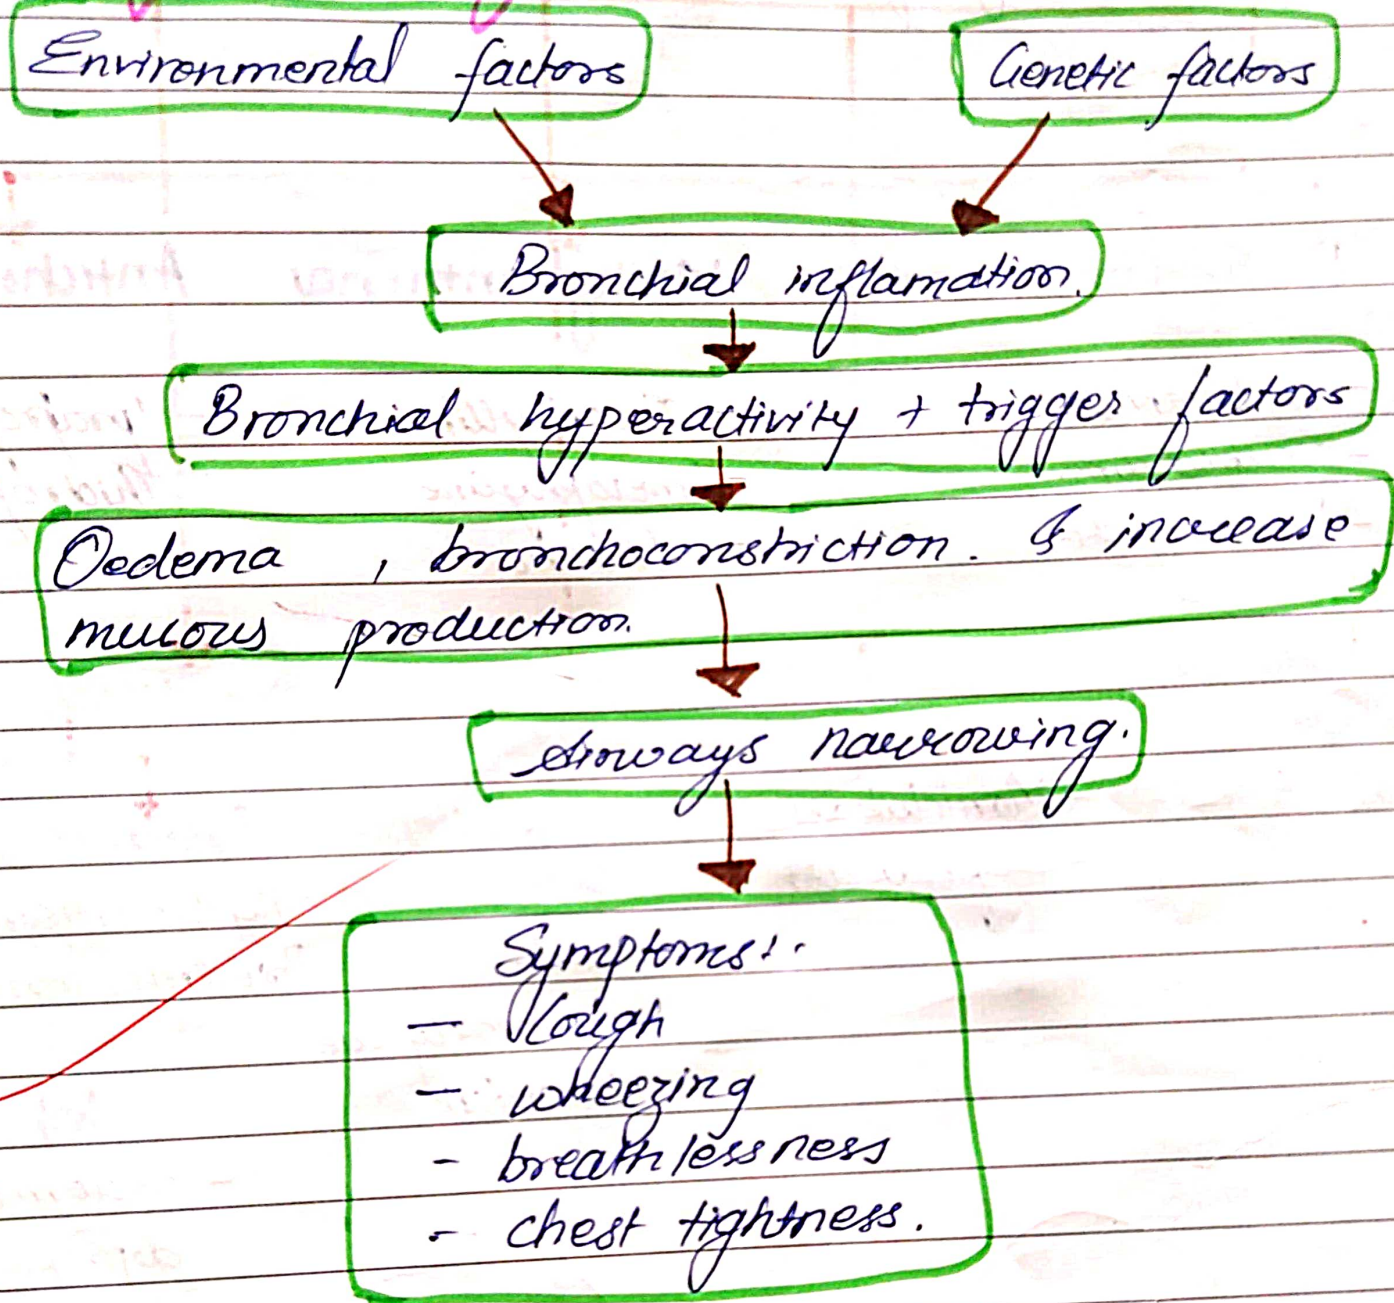 Environmental factors
Genetic factors
Bronchial inflamation.
Bronchial hyperactivity + trigger factors
Oedema , bronchoconstriction. & increase
mucous production.
Airways narrowing.
Symptoms:.
— Cough
— wheezing
- breathlessness
- chest tightness.